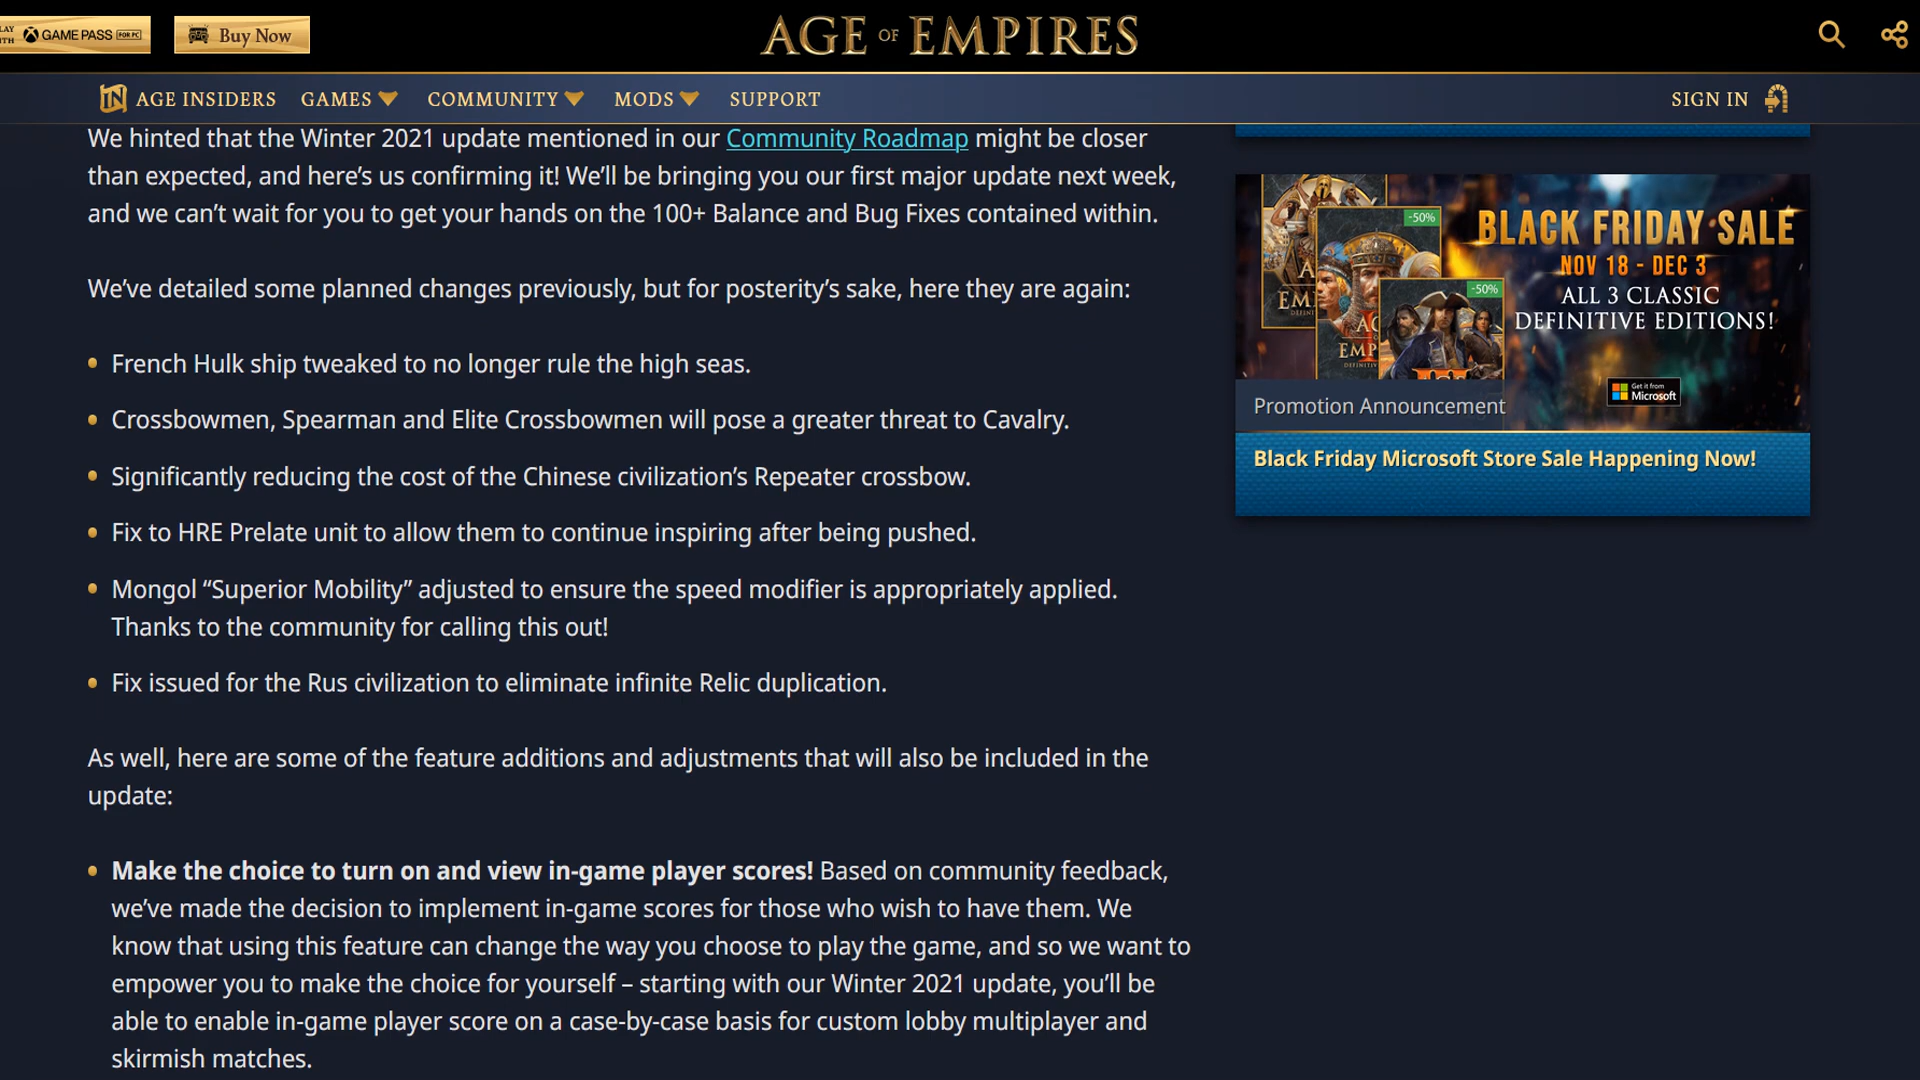 LAY
ITH
GAME PASS FOR PC
Buy Now
AGE OF EMPIRES
IN
AGE INSIDERS
GAMES
COMMUNITY
MODS
SUPPORT
SIGN IN
We hinted that the Winter 2021 update mentioned in our Community Roadmap might be closer
than expected, and here’s us confirming it! We’ll be bringing you our first major update next week,
and we can’t wait for you to get your hands on the 100+ Balance and Bug Fixes contained within.
We’ve detailed some planned changes previously, but for posterity’s sake, here they are again:
French Hulk ship tweaked to no longer rule the high seas.
Crossbowmen, Spearman and Elite Crossbowmen will pose a greater threat to Cavalry.
Significantly reducing the cost of the Chinese civilization’s Repeater crossbow.
Fix to HRE Prelate unit to allow them to continue inspiring after being pushed.
Mongol “Superior Mobility” adjusted to ensure the speed modifier is appropriately applied.
Thanks to the community for calling this out!
Fix issued for the Rus civilization to eliminate infinite Relic duplication.
As well, here are some of the feature additions and adjustments that will also be included in the
update:
Make the choice to turn on and view in-game player scores! Based on community feedback,
we’ve made the decision to implement in-game scores for those who wish to have them. We
know that using this feature can change the way you choose to play the game, and so we want to
empower you to make the choice for yourself – starting with our Winter 2021 update, you’ll be
able to enable in-game player score on a case-by-case basis for custom lobby multiplayer and
skirmish matches.
-50%
-50%
BLACK FRIDAY SALE
NOV 18 - DEC 3
ALL 3 CLASSIC
DEFINITIVE EDITIONS!
Get it from
Microsoft
Promotion Announcement
Black Friday Microsoft Store Sale Happening Now!